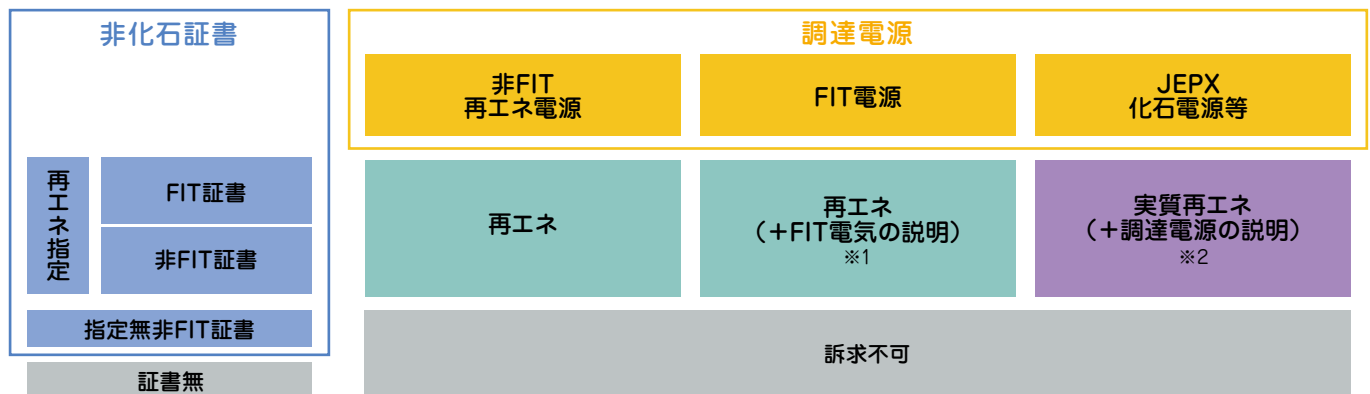 非化石証書
調達電源
非FIT
再エネ電源
FIT電源
JEPX
化石電源等
再エネ指定
FIT証書
非FIT証書
再エネ
再エネ
(+FIT電気の説明)
※1
実質再エネ
(+調達電源の説明)
※2
指定無非FIT証書
証書無
訴求不可